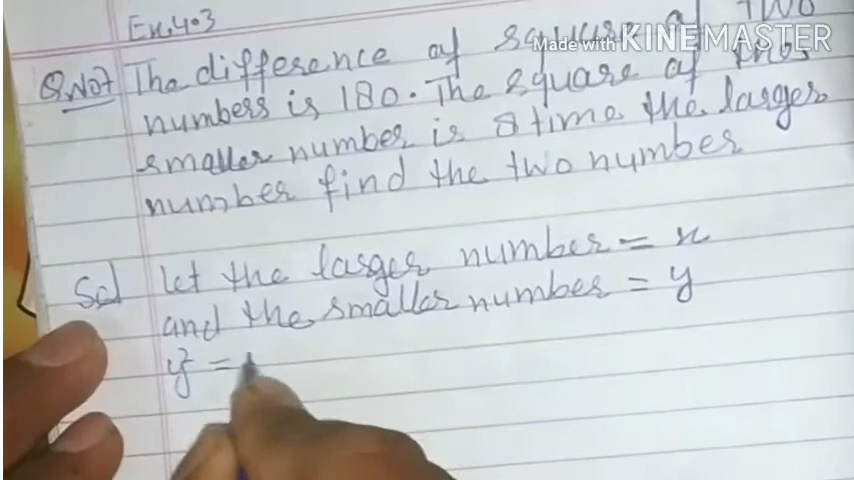 Ex.4.3
Made with KINEMASTER
Q.No7 The difference of square of two
numbers is 180. The square of the
smaller number is 8 time the larger
number find the two number
Sol let the larger number = x
and the smaller number = y
y² =